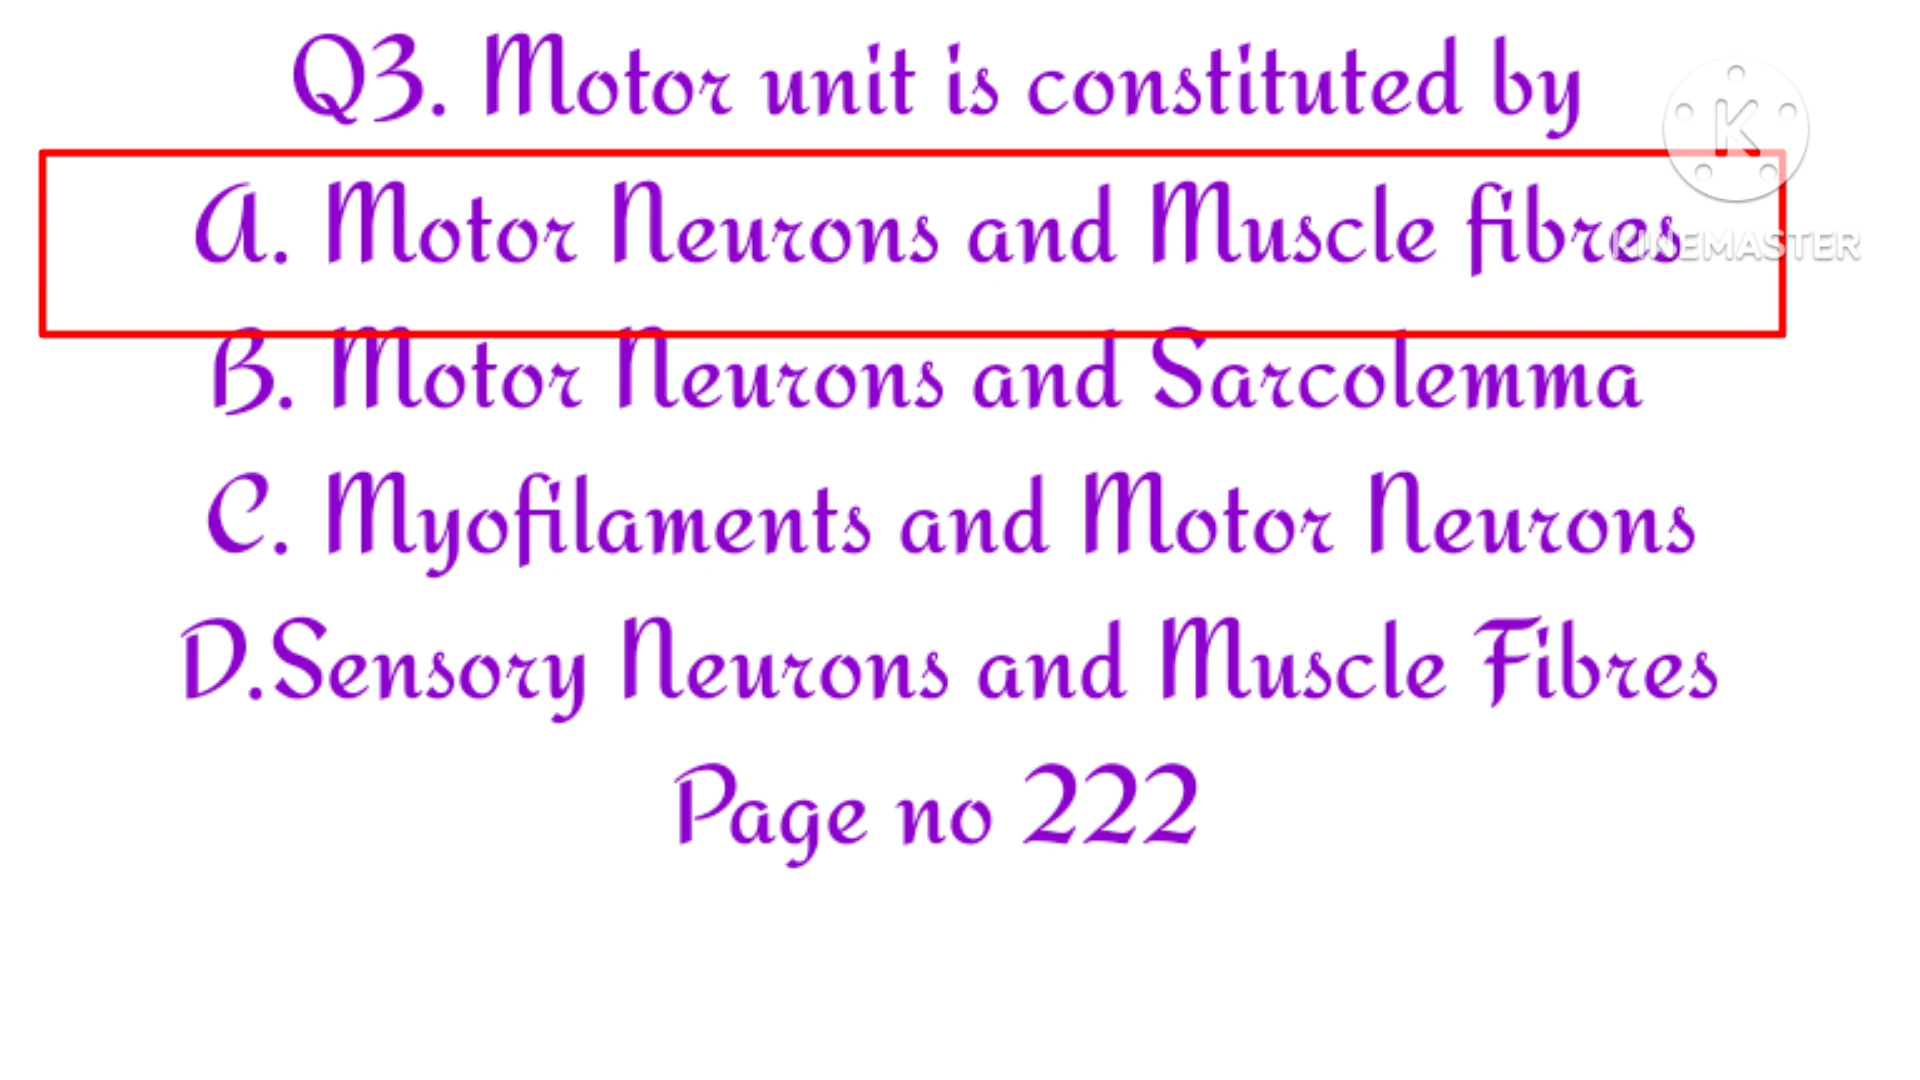 Q3. Motor unit is constituted by
A. Motor Neurons and Muscle fibres
B. Motor Neurons and Sarcolemma
C. Myofilaments and Motor Neurons
D.Sensory Neurons and Muscle Fibres
Page no 222
K
KINEMASTER